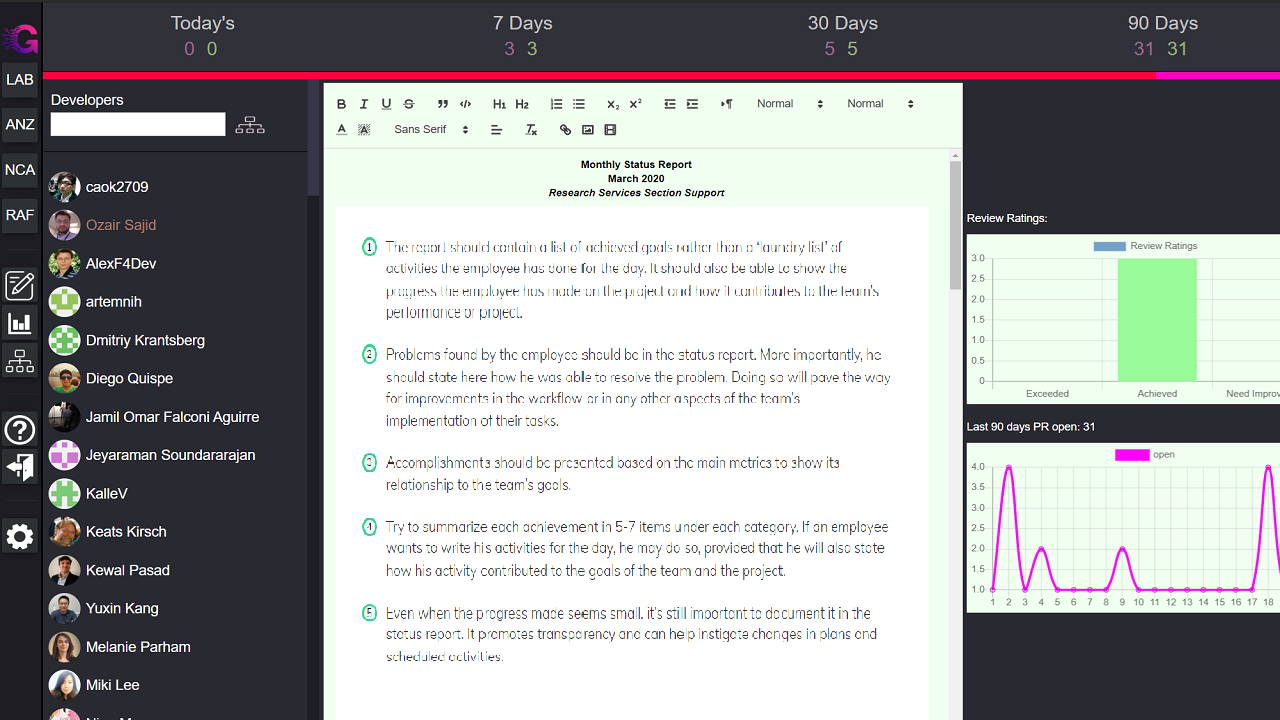 Today's
0 0
7 Days
3 3
30 Days
5 5
90 Days
31 31
G
LAB
ANZ
NCA
RAF
Developers
caok2709
Ozair Sajid
AlexF4Dev
artemnih
Dmitriy Krantsberg
Diego Quispe
Jamil Omar Falconi Aguirre
Jeyaraman Soundararajan
KalleV
Keats Kirsch
Kewal Pasad
Yuxin Kang
Melanie Parham
Miki Lee
B I U S H1 H2 x₂ x² Normal Normal
A A Sans Serif Tx
Monthly Status Report
March 2020
Research Services Section Support
1 The report should contain a list of achieved goals rather than a 'laundry list' of
activities the employee has done for the day. It should also be able to show the
progress the employee has made on the project and how it contributes to the team's
performance or project.
2 Problems found by the employee should be in the status report. More importantly, he
should state here how he was able to resolve the problem. Doing so will pave the way
for improvements in the workflow or in any other aspects of the team's
implementation of their tasks.
3 Accomplishments should be presented based on the main metrics to show its
relationship to the team's goals.
4 Try to summarize each achievement in 5-7 items under each category. If an employee
wants to write his activities for the day, he may do so, provided that he will also state
how his activity contributed to the goals of the team and the project.
5 Even when the progress made seems small. it's still important to document it in the
status report. It promotes transparency and can help instigate changes in plans and
scheduled activities.
Review Ratings:
Review Ratings
3.0
2.5
2.0
1.5
1.0
0.5
0
Exceeded Achieved Need Improv
Last 90 days PR open: 31
open
4.0
3.5
3.0
2.5
2.0
1.5
1.0
1 2 3 4 5 6 7 8 9 10 11 12 13 14 15 16 17 18